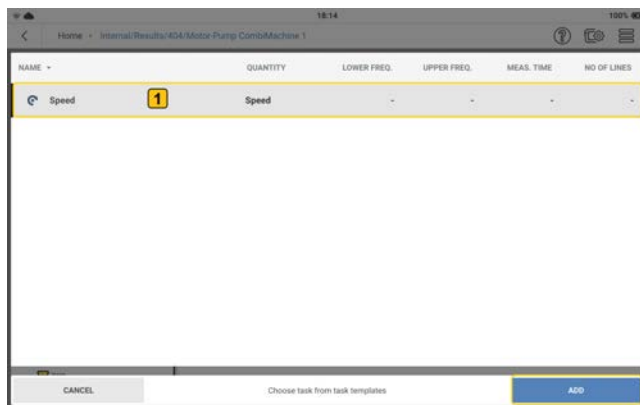 18:14
100%
Home • Internal/Results/404/Motor-Pump CombiMachine 1
NAME QUANTITY LOWER FREQ. UPPER FREQ. MEAS. TIME NO OF LINES
Speed 1 Speed - - - -
CANCEL Choose task from task templates ADD